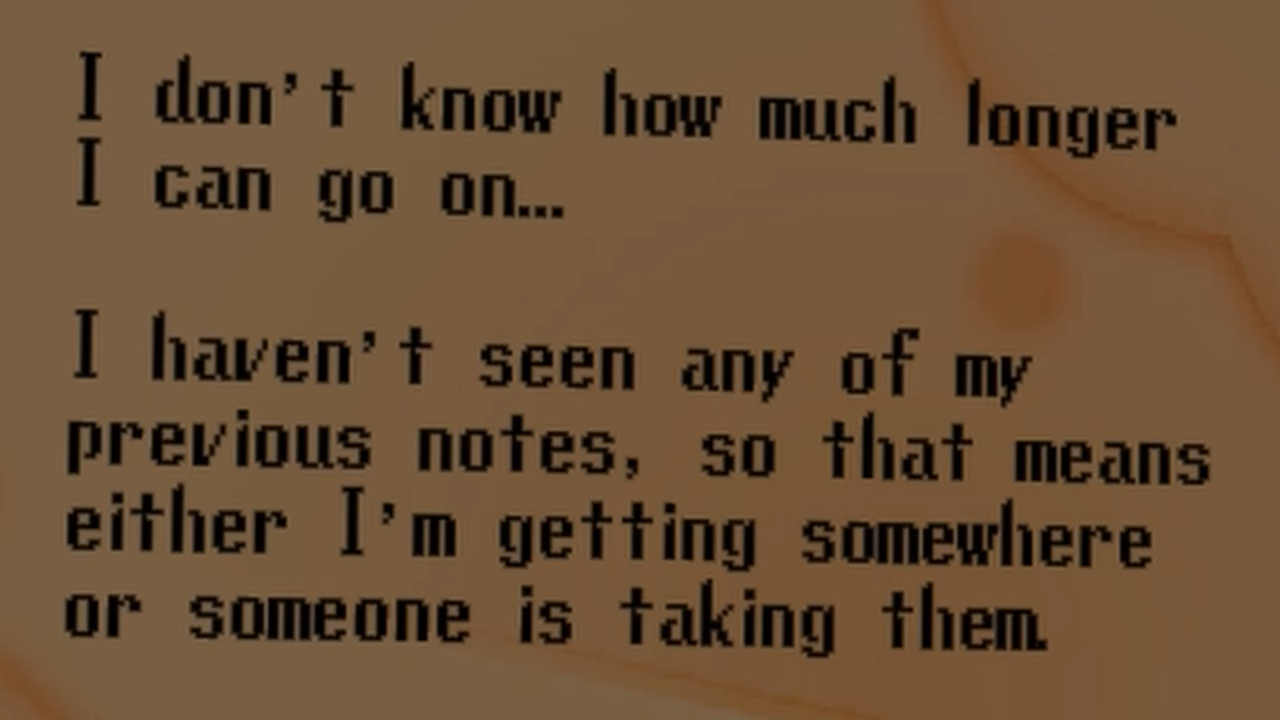 I don't know how much longer
I can go on...
I haven't seen any of my
previous notes, so that means
either I'm getting somewhere
or someone is taking them.